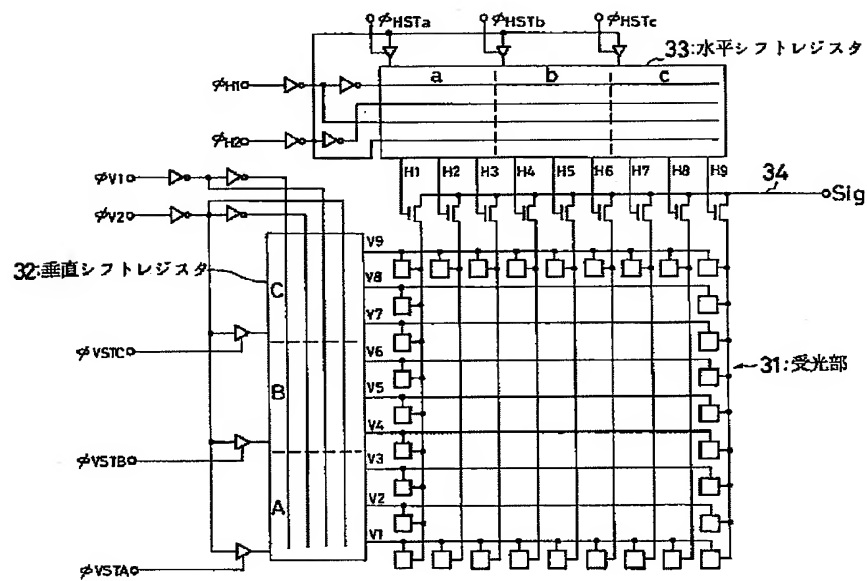 φHSTa φHSTb φHSTc
33:水平シフトレジスタ
a b c
φH1
φH2
H1 H2 H3 H4 H5 H6 H7 H8 H9
34
Sig
φV1
φV2
32:垂直シフトレジスタ
V9
C
V8
V7
φVSTC
V6
31:受光部
B
V5
V4
φVSTB
V3
A
V2
V1
φVSTA